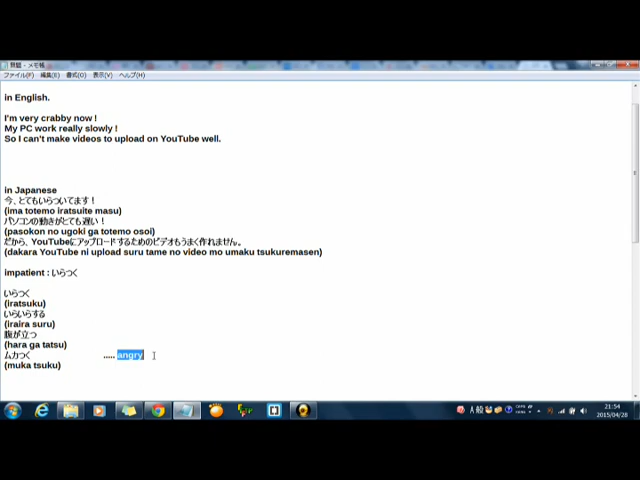 無題 - メモ帳
ファイル(F) 編集(E) 書式(O) 表示(V) ヘルプ(H)
in English.
I'm very crabby now !
My PC work really slowly !
So I can't make videos to upload on YouTube well.
in Japanese
今、とてもいらついてます！
(ima totemo iratsuite masu)
パソコンの動きがとても遅い！
(pasokon no ugoki ga totemo osoi)
だから、YouTubeにアップロードするためのビデオもうまく作れません。
(dakara YouTube ni upload suru tame no video mo umaku tsukuremasen)
impatient : いらつく
いらつく
(iratsuku)
いらいらする
(iraira suru)
腹が立つ
(hara ga tatsu)
ムカつく ..... angry
(muka tsuku)
A 般
21:54
2015/04/28